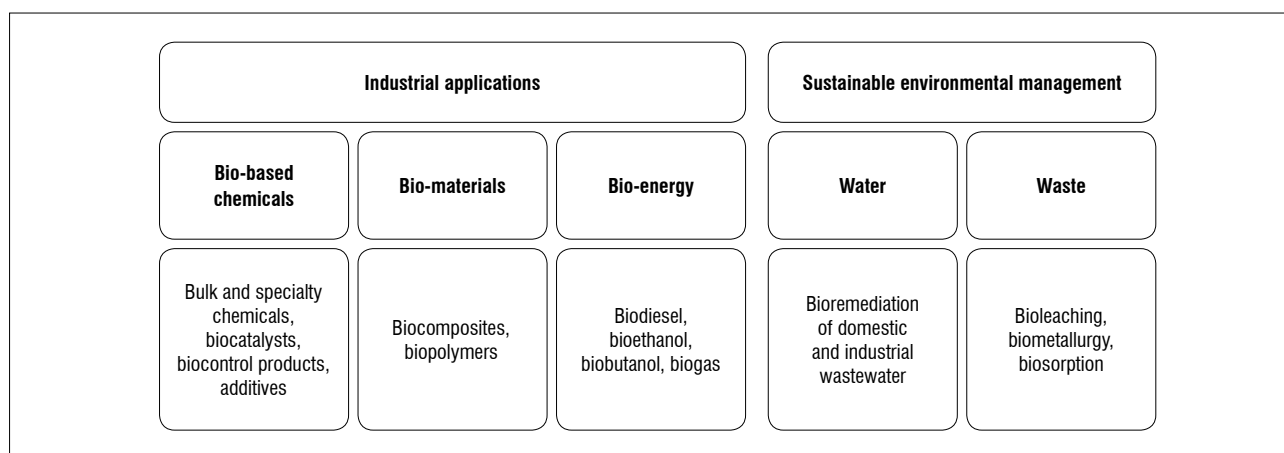 Industrial applications
Sustainable environmental management
Bio-based
chemicals
Bio-materials
Bio-energy
Water
Waste
Bulk and specialty
chemicals,
biocatalysts,
biocontrol products,
additives
Biocomposites,
biopolymers
Biodiesel,
bioethanol,
biobutanol, biogas
Bioremediation
of domestic
and industrial
wastewater
Bioleaching,
biometallurgy,
biosorption